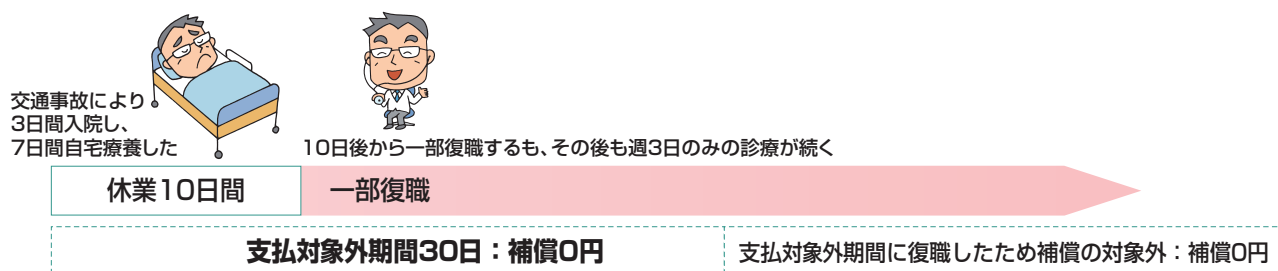 交通事故により
3日間入院し、
7日間自宅療養した
10日後から一部復職するも、その後も週3日のみの診療が続く
休業10日間
一部復職
支払対象外期間30日：補償0円
支払対象外期間に復職したため補償の対象外：補償0円